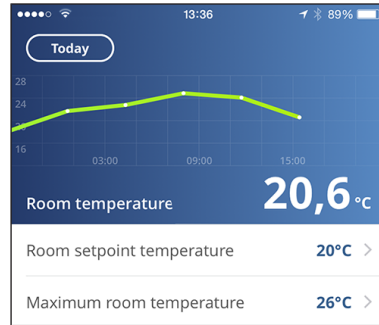 13:36 89%
Today
28
24
20
16
03:00 09:00 15:00
Room temperature 20,6 °C
Room setpoint temperature 20°C
Maximum room temperature 26°C